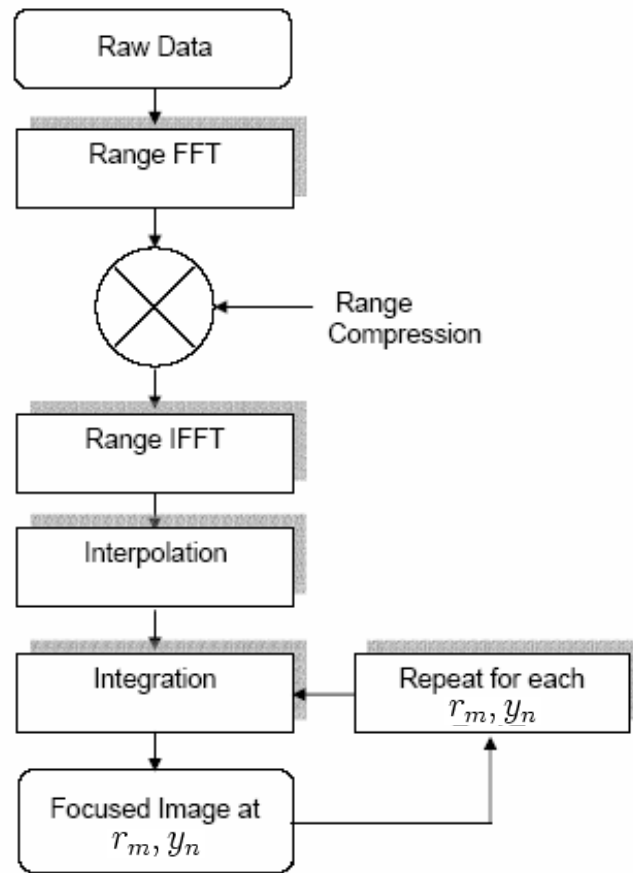 Raw Data
Range FFT
Range
Compression
Range IFFT
Interpolation
Integration
Repeat for each
r_m, y_n
Focused Image at
r_m, y_n